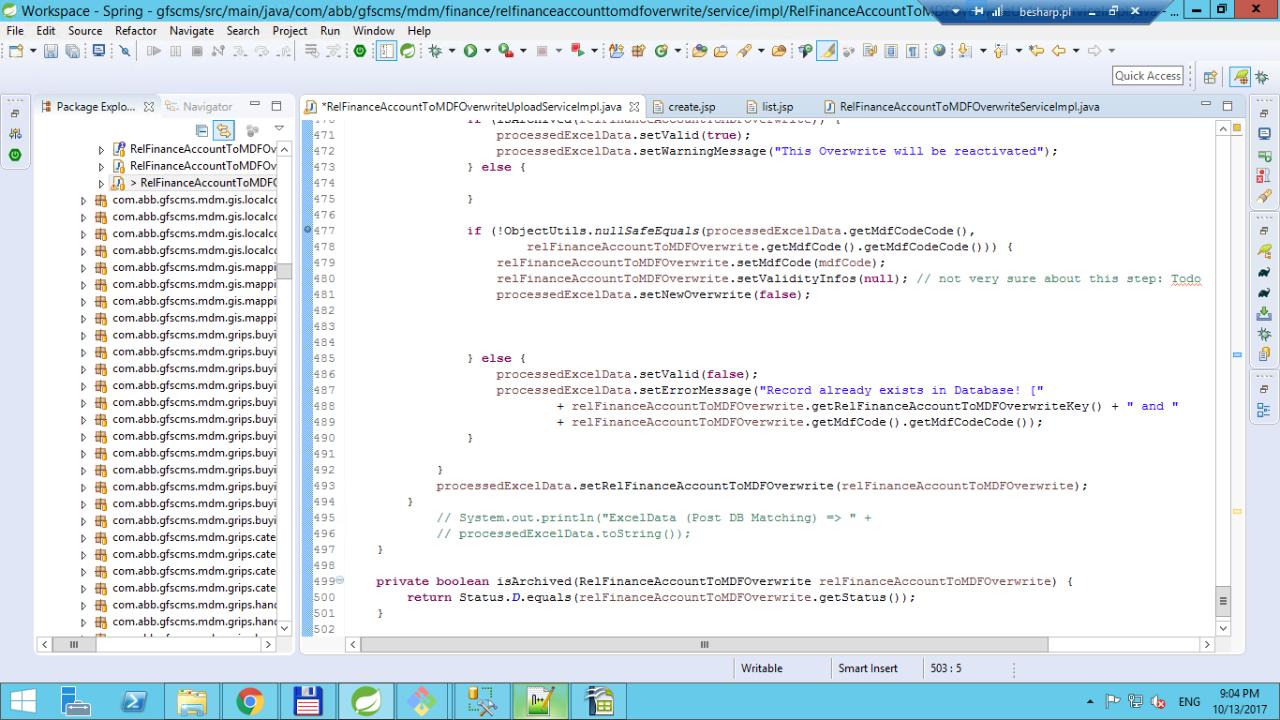 Workspace - Spring - gfscms/src/main/java/com/abb/gfscms/mdm/finance/relfinanceaccounttomdfoverwrite/service/impl/RelFinanceAccountToM
besharp.pl
File Edit Source Refactor Navigate Search Project Run Window Help
Quick Access
Package Explo...
Navigator
*RelFinanceAccountToMDFOverwriteUploadServiceImpl.java
create.jsp
list.jsp
RelFinanceAccountToMDFOverwriteServiceImpl.java
RelFinanceAccountToMDFOv
RelFinanceAccountToMDFOv
> RelFinanceAccountToMDFO
com.abb.gfscms.mdm.gis.localco
com.abb.gfscms.mdm.gis.localco
com.abb.gfscms.mdm.gis.localco
com.abb.gfscms.mdm.gis.localco
com.abb.gfscms.mdm.gis.mappi
com.abb.gfscms.mdm.gis.mappi
com.abb.gfscms.mdm.gis.mappi
com.abb.gfscms.mdm.gis.mappi
com.abb.gfscms.mdm.grips.buyi
com.abb.gfscms.mdm.grips.buyi
com.abb.gfscms.mdm.grips.buyi
com.abb.gfscms.mdm.grips.buyi
com.abb.gfscms.mdm.grips.buyi
com.abb.gfscms.mdm.grips.buyi
com.abb.gfscms.mdm.grips.buyi
com.abb.gfscms.mdm.grips.buyi
com.abb.gfscms.mdm.grips.buyi
com.abb.gfscms.mdm.grips.buyi
com.abb.gfscms.mdm.grips.buyi
com.abb.gfscms.mdm.grips.buyi
com.abb.gfscms.mdm.grips.cate
com.abb.gfscms.mdm.grips.cate
com.abb.gfscms.mdm.grips.cate
com.abb.gfscms.mdm.grips.cate
com.abb.gfscms.mdm.grips.hand
com.abb.gfscms.mdm.grips.hand
470 if (isArchived(relFinanceAccountToMDFOverwrite)) {
471 processedExcelData.setValid(true);
472 processedExcelData.setWarningMessage("This Overwrite will be reactivated");
473 } else {
474
475 }
476
477 if (!ObjectUtils.nullSafeEquals(processedExcelData.getMdfCodeCode(),
478 relFinanceAccountToMDFOverwrite.getMdfCode().getMdfCodeCode())) {
479 relFinanceAccountToMDFOverwrite.setMdfCode(mdfCode);
480 relFinanceAccountToMDFOverwrite.setValidityInfos(null); // not very sure about this step: Todo
481 processedExcelData.setNewOverwrite(false);
482
483
484
485 } else {
486 processedExcelData.setValid(false);
487 processedExcelData.setErrorMessage("Record already exists in Database! ["
488 + relFinanceAccountToMDFOverwrite.getRelFinanceAccountToMDFOverwriteKey() + " and "
489 + relFinanceAccountToMDFOverwrite.getMdfCode().getMdfCodeCode());
490 }
491
492 }
493 processedExcelData.setRelFinanceAccountToMDFOverwrite(relFinanceAccountToMDFOverwrite);
494 }
495 // System.out.println("ExcelData (Post DB Matching) => " +
496 // processedExcelData.toString());
497 }
498
499 private boolean isArchived(RelFinanceAccountToMDFOverwrite relFinanceAccountToMDFOverwrite) {
500 return Status.D.equals(relFinanceAccountToMDFOverwrite.getStatus());
501 }
502
Writable Smart Insert 503 : 5
ENG
9:04 PM
10/13/2017